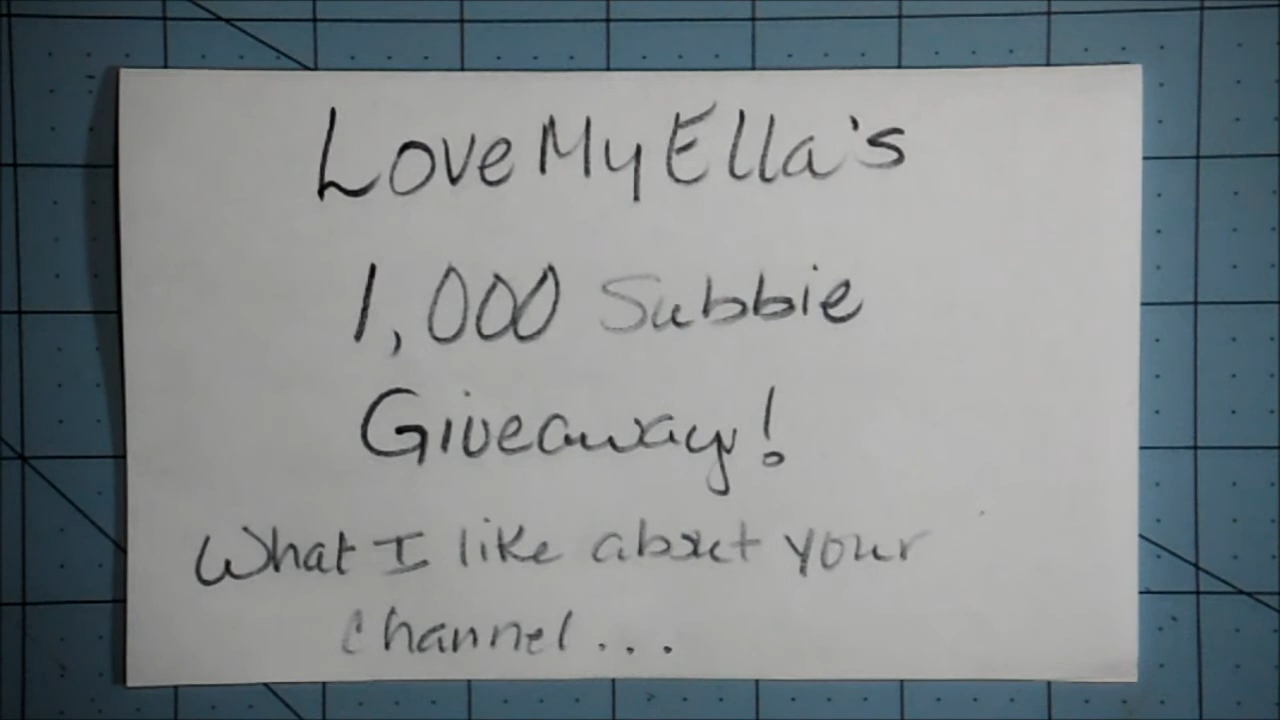 LoveMyElla's
1,000 Subbie
Giveaway!
What I like about your
channel...